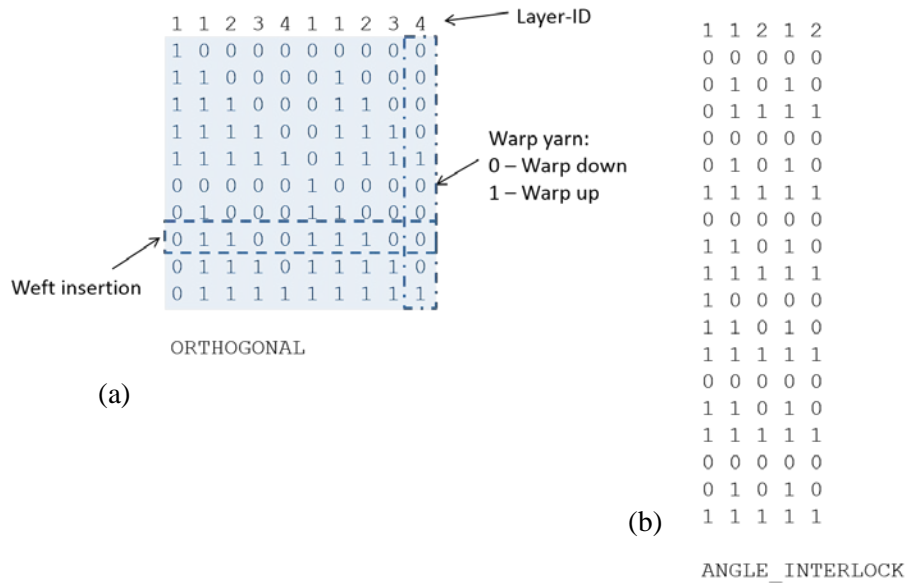 Layer-ID
1 1 2 3 4 1 1 2 3 4
1 0 0 0 0 0 0 0 0 0
1 1 0 0 0 0 1 0 0 0
1 1 1 0 0 0 1 1 0 0
1 1 1 1 0 0 1 1 1 0
1 1 1 1 1 0 1 1 1 1
0 0 0 0 0 1 0 0 0 0
0 1 0 0 0 1 1 0 0 0
0 1 1 0 0 1 1 1 0 0
0 1 1 1 0 1 1 1 1 0
0 1 1 1 1 1 1 1 1 1
Warp yarn:
0 – Warp down
1 – Warp up
Weft insertion
ORTHOGONAL
(a)
1 1 2 1 2
0 0 0 0 0
0 1 0 1 0
0 1 1 1 1
0 0 0 0 0
0 1 0 1 0
1 1 1 1 1
0 0 0 0 0
1 1 0 1 0
1 1 1 1 1
1 0 0 0 0
1 1 0 1 0
1 1 1 1 1
0 0 0 0 0
1 1 0 1 0
1 1 1 1 1
0 0 0 0 0
0 1 0 1 0
1 1 1 1 1
(b)
ANGLE_INTERLOCK